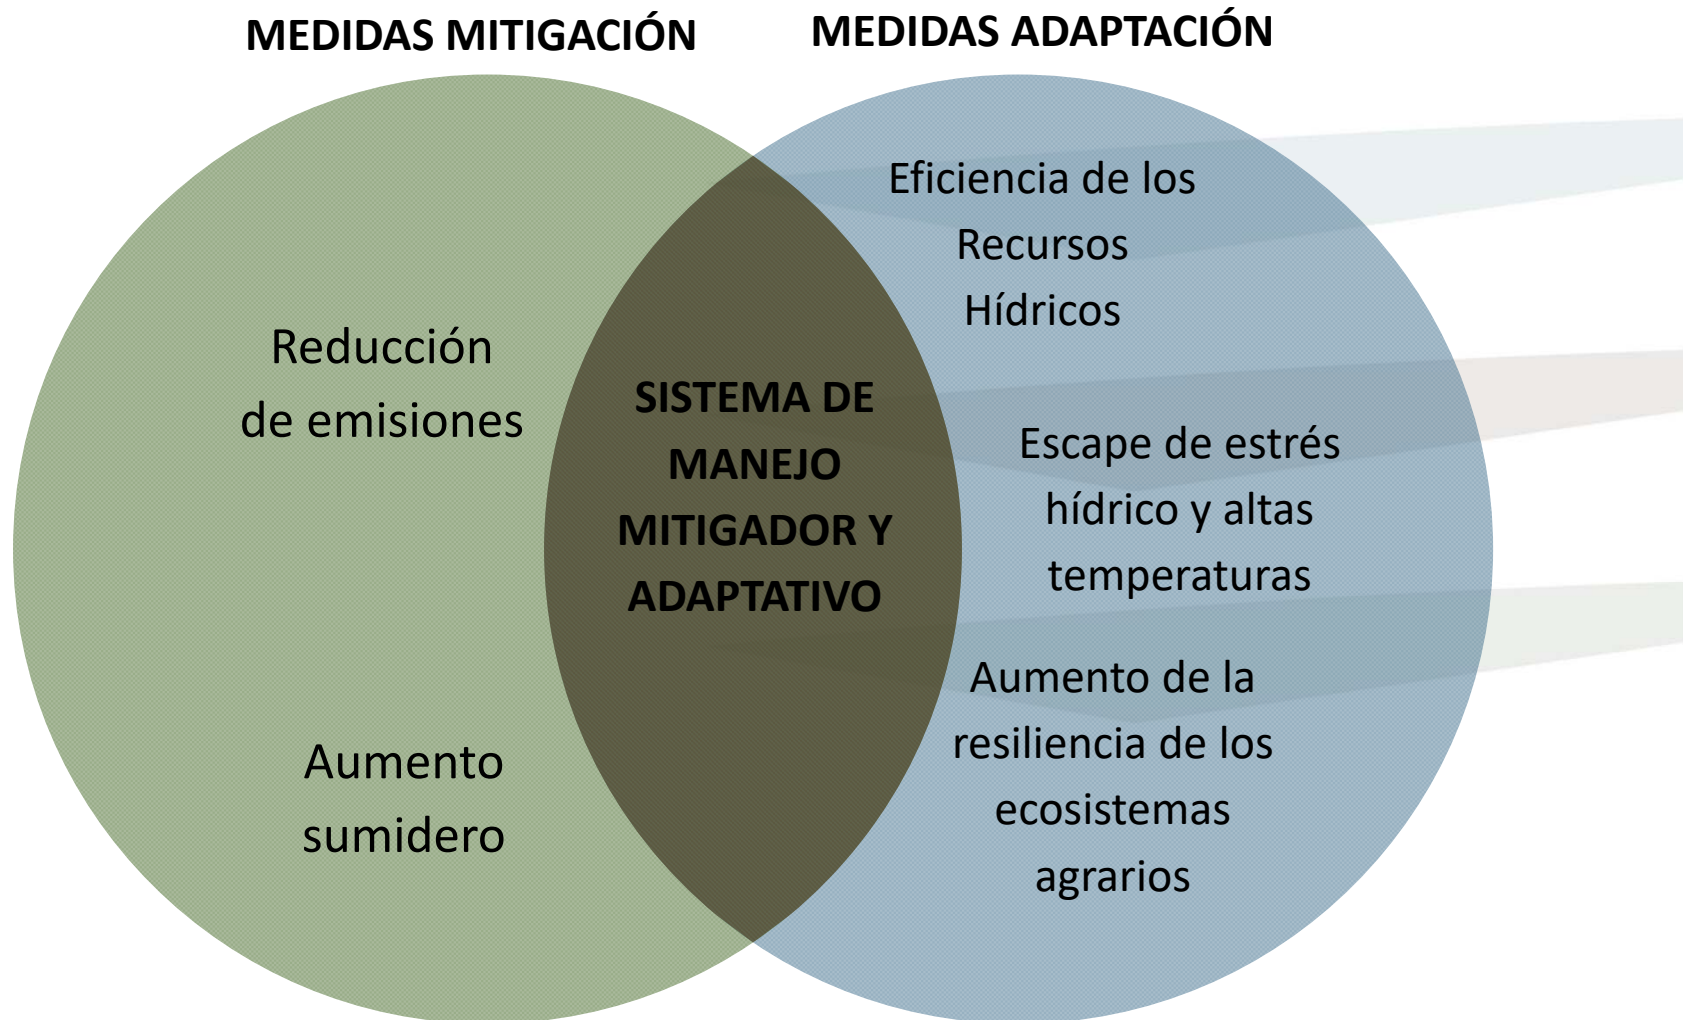 MEDIDAS MITIGACIÓN
MEDIDAS ADAPTACIÓN
Reducción
de emisiones
Aumento
sumidero
SISTEMA DE
MANEJO
MITIGADOR Y
ADAPTATIVO
Eficiencia de los
Recursos
Hídricos
Escape de estrés
hídrico y altas
temperaturas
Aumento de la
resiliencia de los
ecosistemas
agrarios